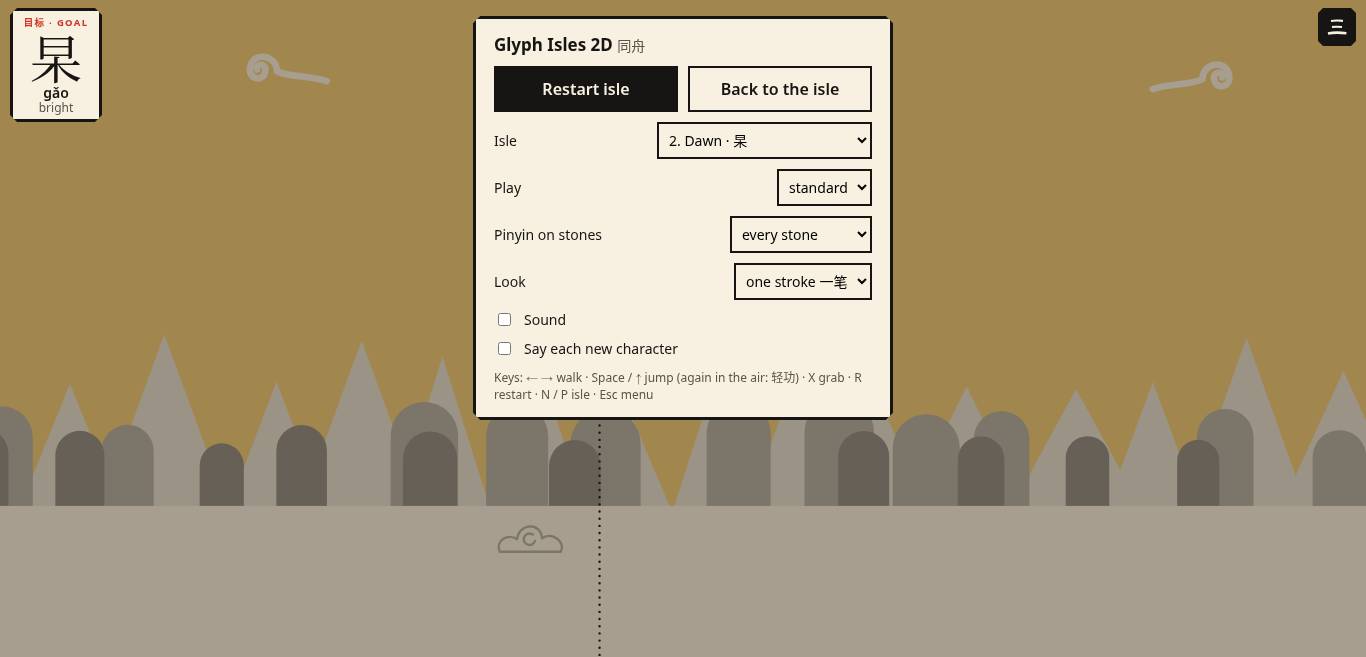 目标 · GOAL
杲
gǎo
bright
Glyph Isles 2D 同舟
Restart isle
Back to the isle
Isle
2. Dawn · 杲
Play
standard
Pinyin on stones
every stone
Look
one stroke 一笔
Sound
Say each new character
Keys: ← → walk · Space / ↑ jump (again in the air: 轻功) · X grab · R
restart · N / P isle · Esc menu
三